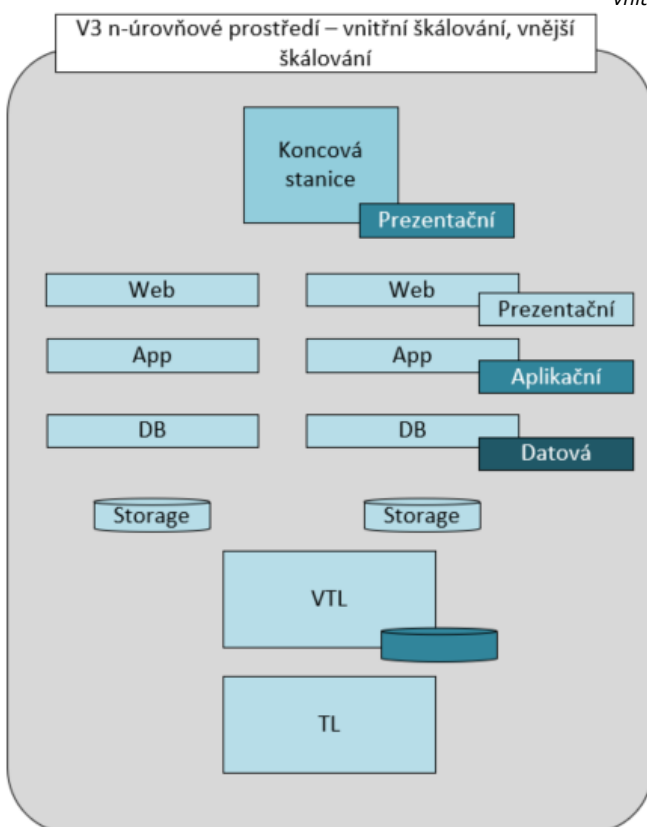 vnit
V3 n-úrovňové prostředí – vnitřní škálování, vnější
škálování
Koncová
stanice
Prezentační
Web
Web
Prezentační
App
App
Aplikační
DB
DB
Datová
Storage
Storage
VTL
TL